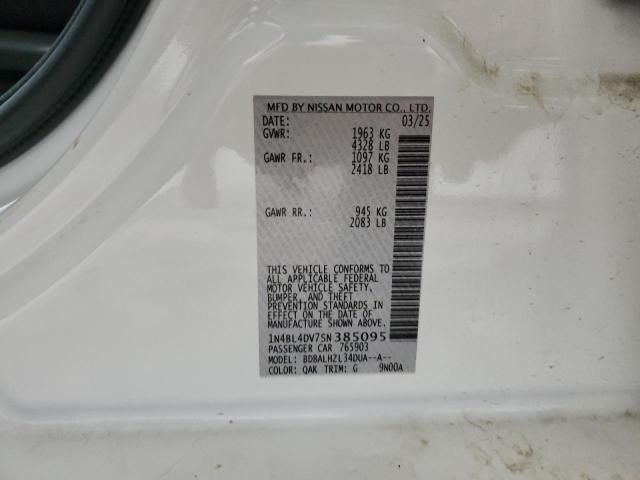 MFD BY NISSAN MOTOR CO., LTD.
DATE: 03/25
GVWR: 1963 KG
4328 LB
GAWR FR.: 1097 KG
2418 LB
GAWR RR.: 945 KG
2083 LB
THIS VEHICLE CONFORMS TO
ALL APPLICABLE FEDERAL
MOTOR VEHICLE SAFETY,
BUMPER, AND THEFT
PREVENTION STANDARDS IN
EFFECT ON THE DATE OF
MANUFACTURE SHOWN ABOVE.
1N4BL4DV7SN385095
PASSENGER CAR 765903
MODEL: BDBALHZL34DUA--A--
COLOR: QAK TRIM: G 9N00A